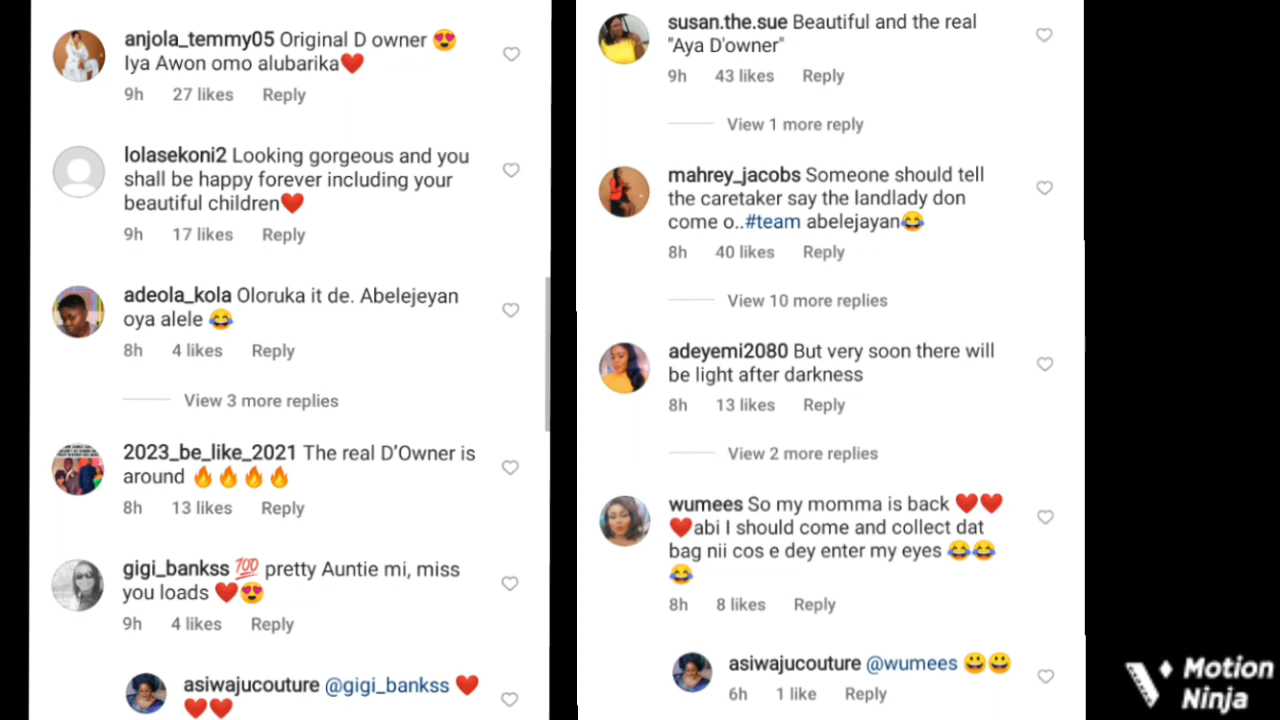 anjola_temmy05 Original D owner 😍
Iya Awon omo alubarika❤️
9h 27 likes Reply
lolasekoni2 Looking gorgeous and you
shall be happy forever including your
beautiful children❤️
9h 17 likes Reply
adeola_kola Oloruka it de. Abelejeyan
oya alele 😂
8h 4 likes Reply
View 3 more replies
2023_be_like_2021 The real D'Owner is
around 🔥🔥🔥🔥
8h 13 likes Reply
gigi_bankss 💯 pretty Auntie mi, miss
you loads ❤️😍
9h 4 likes Reply
asiwajucouture @gigi_bankss ❤️
❤️❤️
susan.the.sue Beautiful and the real
"Aya D'owner"
9h 43 likes Reply
View 1 more reply
mahrey_jacobs Someone should tell
the caretaker say the landlady don
come o..#team abelejayan😂
8h 40 likes Reply
View 10 more replies
adeyemi2080 But very soon there will
be light after darkness
8h 13 likes Reply
View 2 more replies
wumees So my momma is back ❤️❤️
❤️abi I should come and collect dat
bag nii cos e dey enter my eyes 😂😂
😂
8h 8 likes Reply
asiwajucouture @wumees 😀😀
6h 1 like Reply
Motion
Ninja